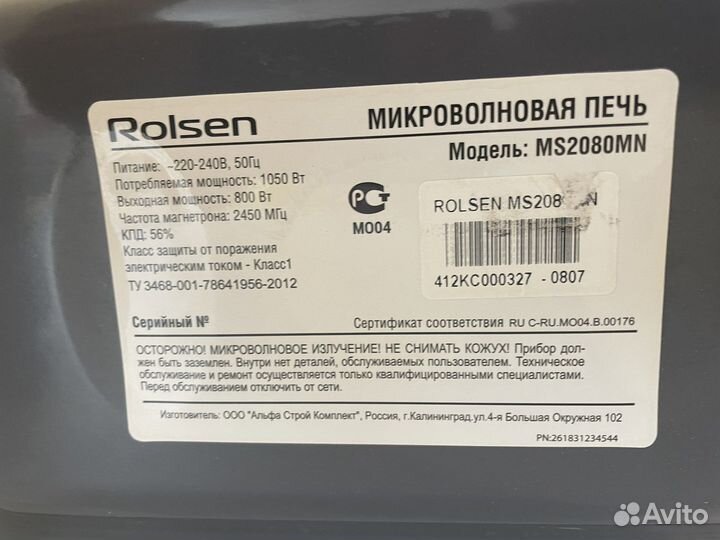 Rolsen
МИКРОВОЛНОВАЯ ПЕЧЬ
Модель: MS2080MN
Питание: ~220-240В, 50Гц
Потребляемая мощность: 1050 Вт
Выходная мощность: 800 Вт
Частота магнетрона: 2450 МГц
КПД: 56%
Класс защиты от поражения
электрическим током - Класс1
ТУ 3468-001-78641956-2012
РСТ
МО04
ROLSEN
412KC000327 - 0807
Серийный №
Сертификат соответствия RU C-RU.MO04.B.00176
ОСТОРОЖНО! МИКРОВОЛНОВОЕ ИЗЛУЧЕНИЕ! НЕ СНИМАТЬ КОЖУХ! Прибор дол-
жен быть заземлен. Внутри нет деталей, обслуживаемых пользователем. Техническое
обслуживание и ремонт осуществляется только квалифицированными специалистами.
Перед обслуживанием отключить от сети.
Изготовитель: ООО "Альфа Строй Комплект", Россия, г.Калининград.ул.4-я Большая Окружная 102
PN:261831234544
Avito